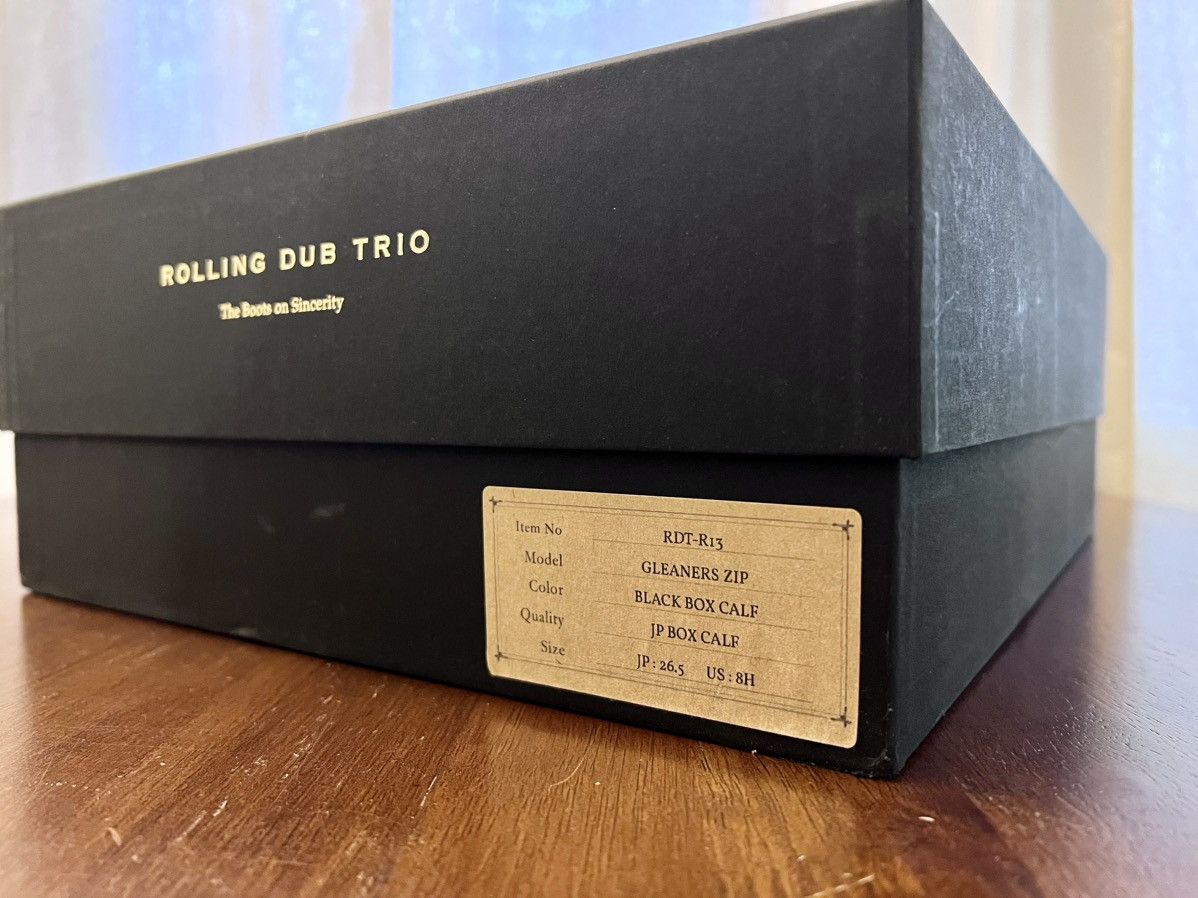 ROLLING DUB TRIO
The Boots on Sincerity
Item No RDT-R13
Model GLEANERS ZIP
Color BLACK BOX CALF
Quality JP BOX CALF
Size JP : 26.5 US : 8H